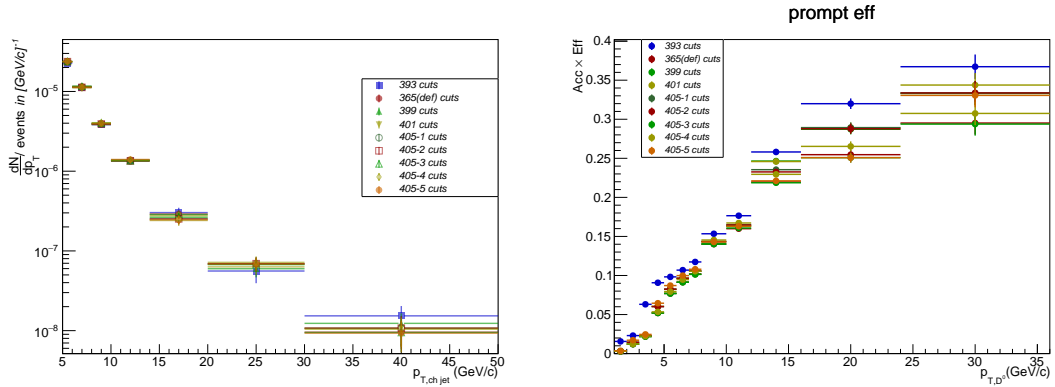 dN/dp_T / events in [GeV/c]^-1
10^-5
10^-6
10^-7
10^-8
5 10 15 20 25 30 35 40 45 50
p_T,ch jet (GeV/c)
393 cuts
365(def) cuts
399 cuts
401 cuts
405-1 cuts
405-2 cuts
405-3 cuts
405-4 cuts
405-5 cuts
prompt eff
Acc × Eff
0.4
0.35
0.3
0.25
0.2
0.15
0.1
0.05
0
5 10 15 20 25 30 35
p_T,D^0 (GeV/c)
393 cuts
365(def) cuts
399 cuts
401 cuts
405-1 cuts
405-2 cuts
405-3 cuts
405-4 cuts
405-5 cuts